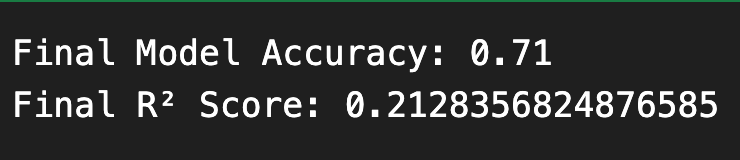 Final Model Accuracy: 0.71
Final R² Score: 0.2128356824876585